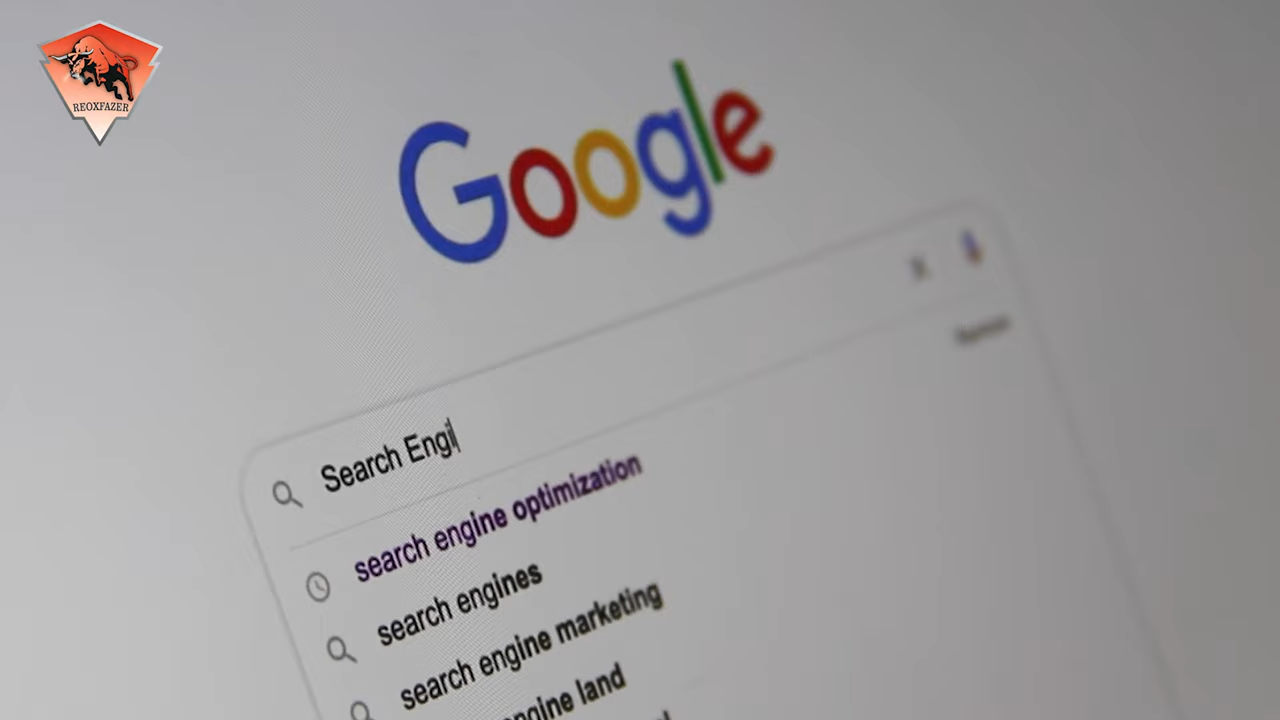 REOXFAZER
Google
Search Engi
search engine optimization
search engines
search engine marketing
engine land